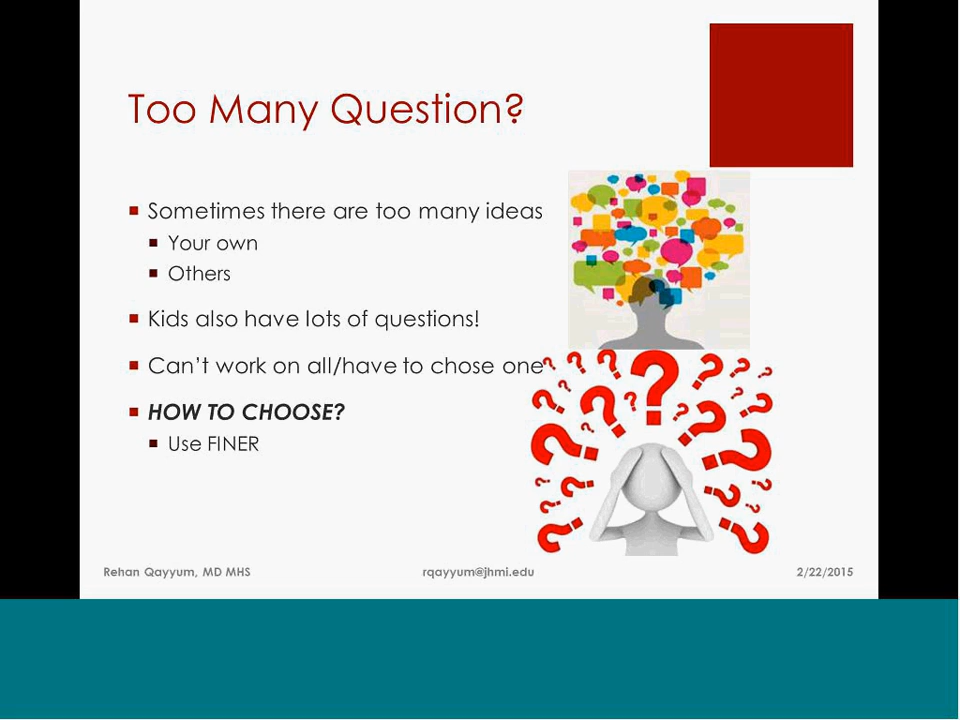 Too Many Question?
Sometimes there are too many ideas
Your own
Others
Kids also have lots of questions!
Can't work on all/have to chose one
HOW TO CHOOSE?
Use FINER
Rehan Qayyum, MD MHS rqayyum@jhmi.edu 2/22/2015